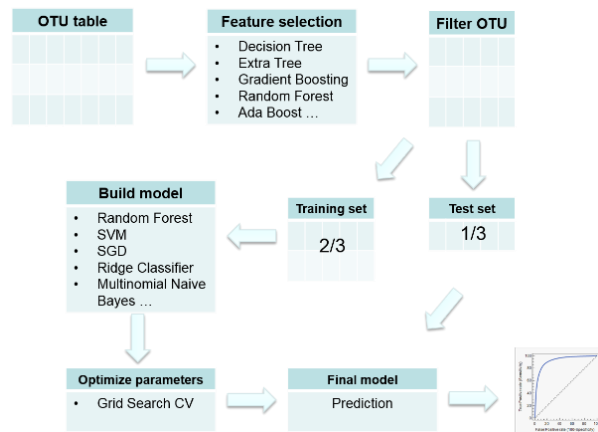 OTU table
Feature selection
• Decision Tree
• Extra Tree
• Gradient Boosting
• Random Forest
• Ada Boost ...
Filter OTU
Build model
• Random Forest
• SVM
• SGD
• Ridge Classifier
• Multinomial Naive
Bayes ...
Training set
2/3
Test set
1/3
Optimize parameters
• Grid Search CV
Final model
Prediction